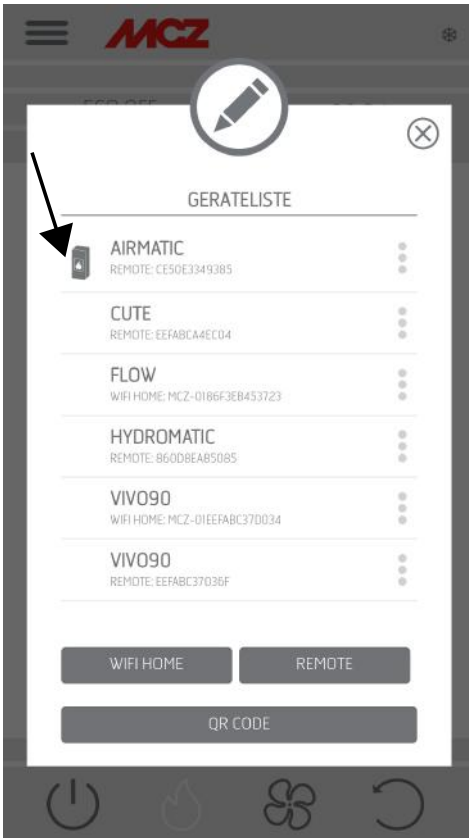 MCZ
GERATELISTE
AIRMATIC
REMOTE: CE50E3349385
CUTE
REMOTE: EEFABCA4EC04
FLOW
WIFI HOME: MCZ-0186F3EB453723
HYDROMATIC
REMOTE: 860D8EAB5085
VIVO90
WIFI HOME: MCZ-01EEFABC37D034
VIVO90
REMOTE: EEFABC37036F
WIFI HOME
REMOTE
QR CODE